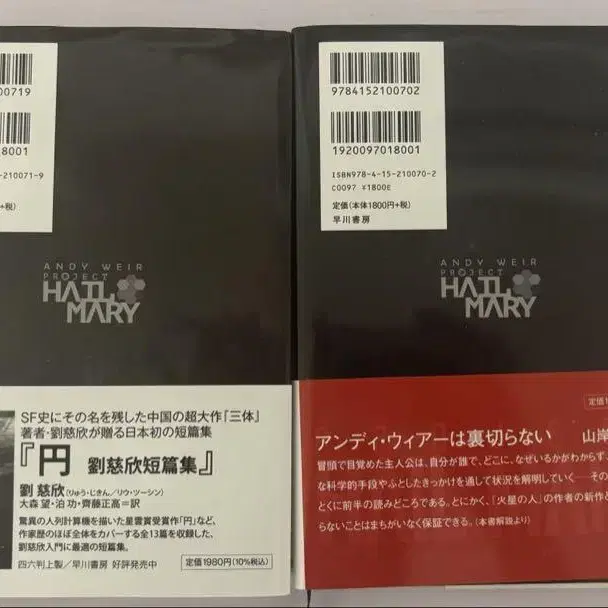 00719
8001
-210071-9
+税)
ANDY WEIR
PROJECT
HAIL
MARY
SF史にその名を残した中国の超大作「三体」
著者・劉慈欣が贈る日本初の短篇集
『円 劉慈欣短篇集』
劉 慈欣(りゅう・じきん/リウ・ツーシン)
大森 望・泊 功・齊藤正高=訳
驚異の人列計算機を描いた星雲賞受賞作「円」など、
作家歴のほぼ全体をカバーする全13篇を収録した、
劉慈欣入門に最適の短篇集。
四六判上製/早川書房 好評発売中
定価1980円(10%税込)
9784152100702
1920097018001
ISBN978-4-15-210070-2
C0097 ¥1800E
定価(本体1800円+税)
早川書房
ANDY WEIR
PROJECT
HAIL
MARY
定価1
アンディ・ウィアーは裏切らない 山岸
冒頭で目覚めた主人公は、自分が誰で、どこに、なぜいるかがわからず、
な科学的手段やふとしたきっかけを通して状況を解明していく──そ
とくに前半の読みどころである。とにかく、『火星の人』の作者の新作と
らないことはまちがいなく保証できる。(本書解説より)